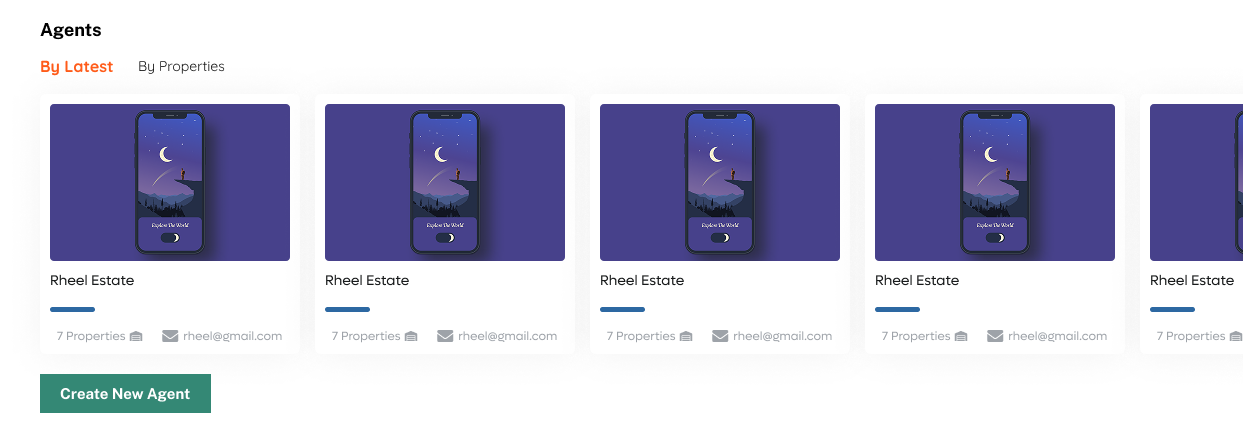 Agents
By Latest By Properties
Explore The World
Explore The World
Explore The World
Explore The World
Rheel Estate
Rheel Estate
Rheel Estate
Rheel Estate
Rheel Estate
7 Properties rheel@gmail.com
7 Properties rheel@gmail.com
7 Properties rheel@gmail.com
7 Properties rheel@gmail.com
7 Properties
Create New Agent